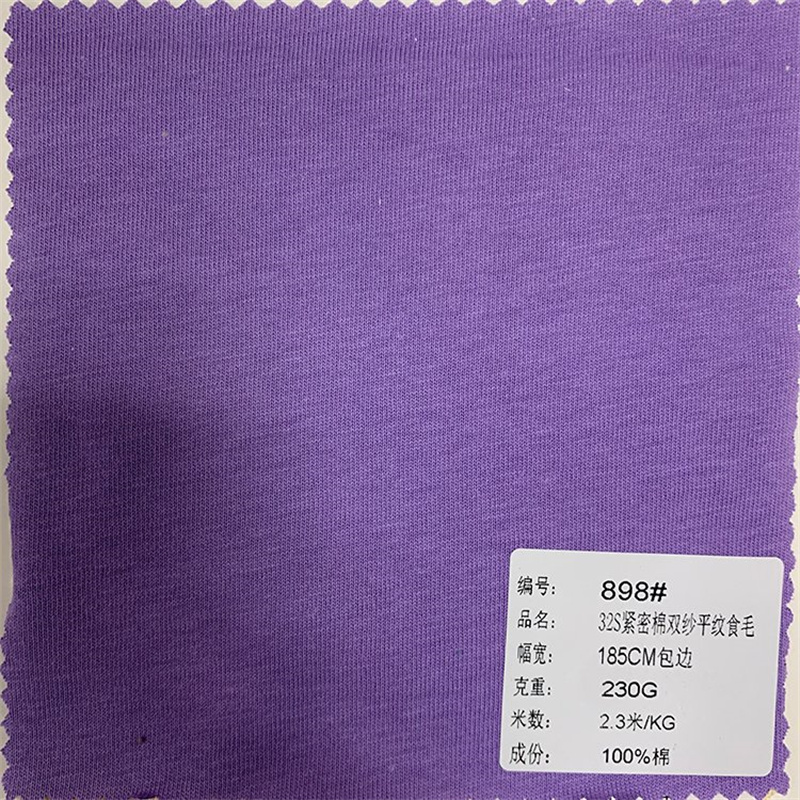 编号: 898#
品名: 32S紧密棉双纱平纹食毛
幅宽: 185CM包边
克重: 230G
米数: 2.3米/KG
成份: 100%棉